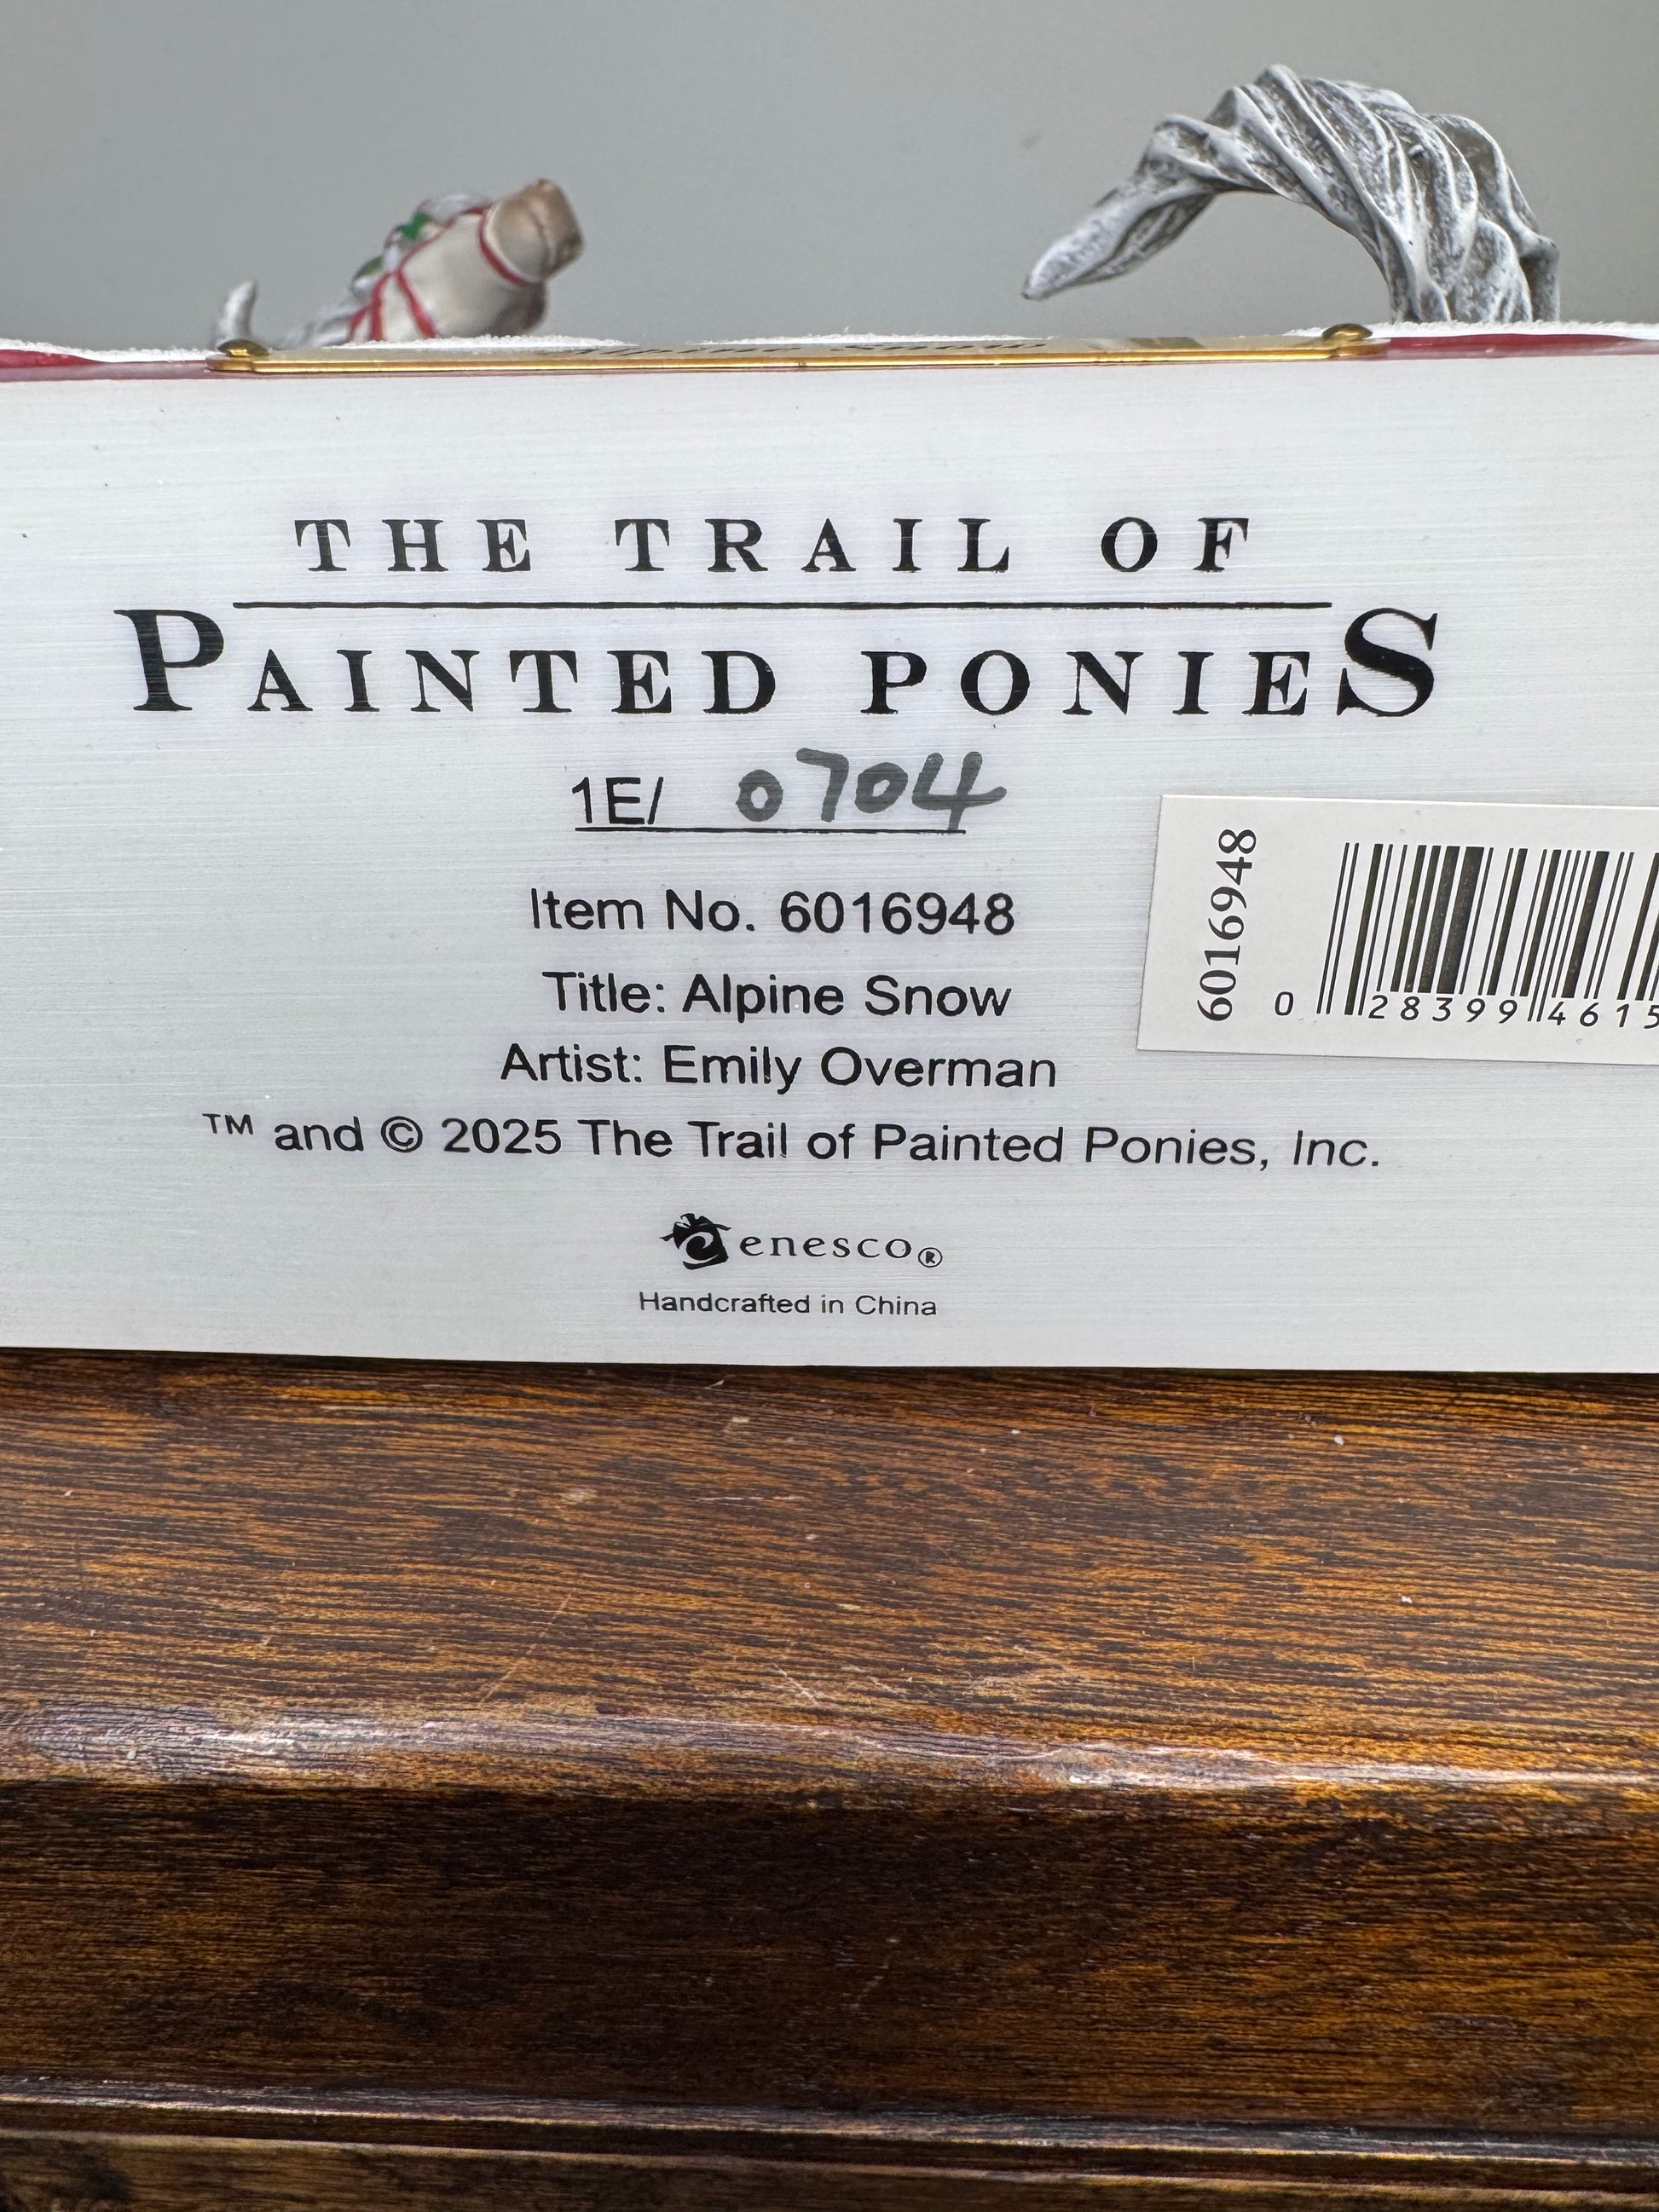 THE TRAIL OF
PAINTED PONIES
1E/ 0704
Item No. 6016948
Title: Alpine Snow
Artist: Emily Overman
™ and © 2025 The Trail of Painted Ponies, Inc.
enesco®
Handcrafted in China
6016948
0 28399 4615